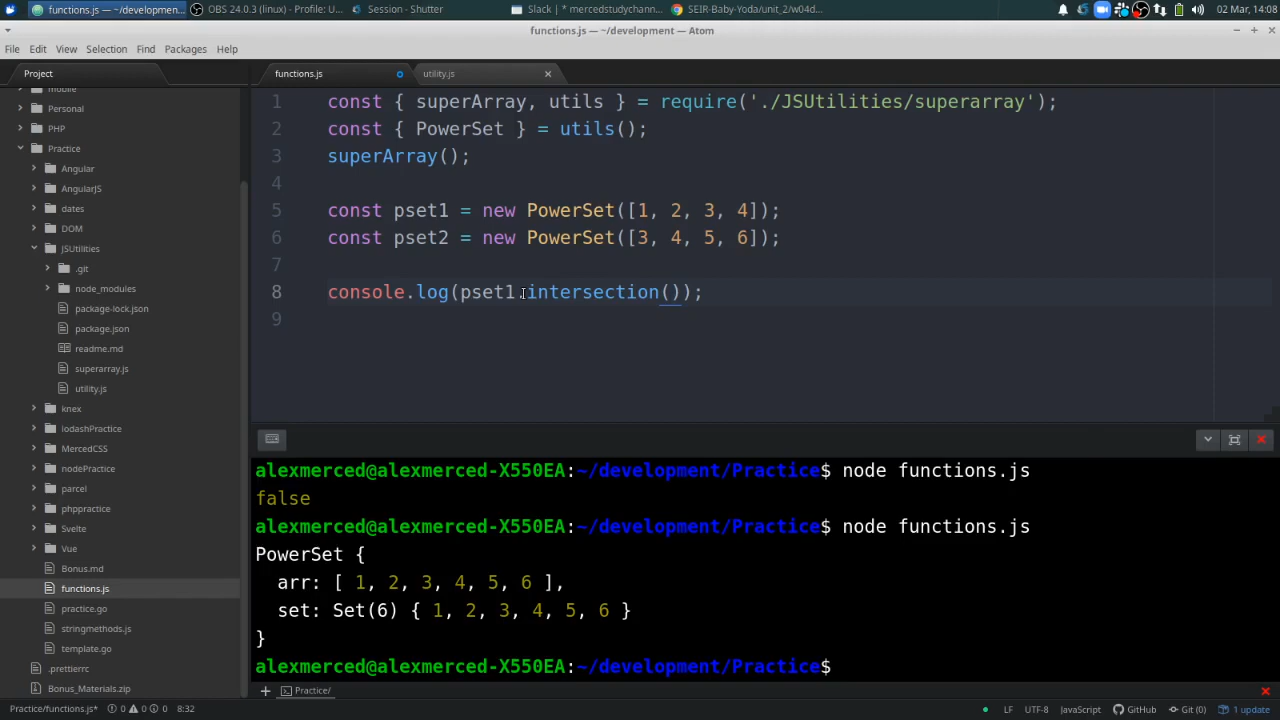 functions.js — ~/developmen...
OBS 24.0.3 (linux) - Profile: U...
Session - Shutter
Slack | * mercedstudychann...
SEIR-Baby-Yoda/unit_2/w04d...
02 Mar, 14:08
functions.js — ~/development — Atom
File Edit View Selection Find Packages Help
Project
functions.js
utility.js
mobile
Personal
PHP
Practice
Angular
AngularJS
dates
DOM
JSUtilities
.git
node_modules
package-lock.json
package.json
readme.md
superarray.js
utility.js
knex
lodashPractice
MercedCSS
nodePractice
parcel
phppractice
Svelte
Vue
Bonus.md
functions.js
practice.go
stringmethods.js
template.go
.prettierrc
Bonus_Materials.zip
1 const { superArray, utils } = require('./JSUtilities/superarray');
2 const { PowerSet } = utils();
3 superArray();
4
5 const pset1 = new PowerSet([1, 2, 3, 4]);
6 const pset2 = new PowerSet([3, 4, 5, 6]);
7
8 console.log(pset1.intersection());
9
alexmerced@alexmerced-X550EA:~/development/Practice$ node functions.js
false
alexmerced@alexmerced-X550EA:~/development/Practice$ node functions.js
PowerSet {
arr: [ 1, 2, 3, 4, 5, 6 ],
set: Set(6) { 1, 2, 3, 4, 5, 6 }
}
alexmerced@alexmerced-X550EA:~/development/Practice$
+ Practice/
Practice/functions.js* 0 0 0 8:32
LF UTF-8 JavaScript GitHub Git (0) 1 update